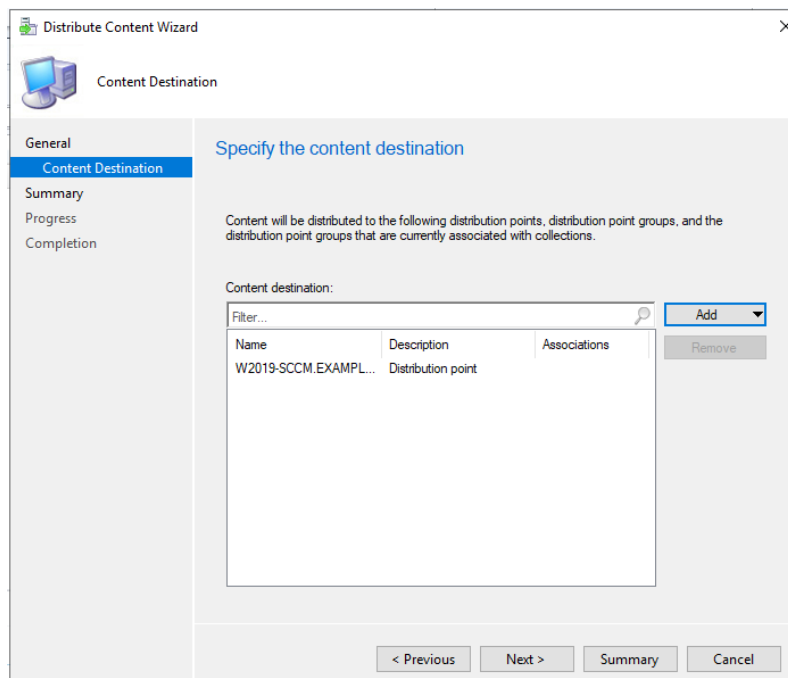 Distribute Content Wizard
Content Destination
General
Content Destination
Summary
Progress
Completion
Specify the content destination
Content will be distributed to the following distribution points, distribution point groups, and the
distribution point groups that are currently associated with collections.
Content destination:
Filter...
Add
Remove
Name Description Associations
W2019-SCCM.EXAMPL... Distribution point
< Previous Next > Summary Cancel